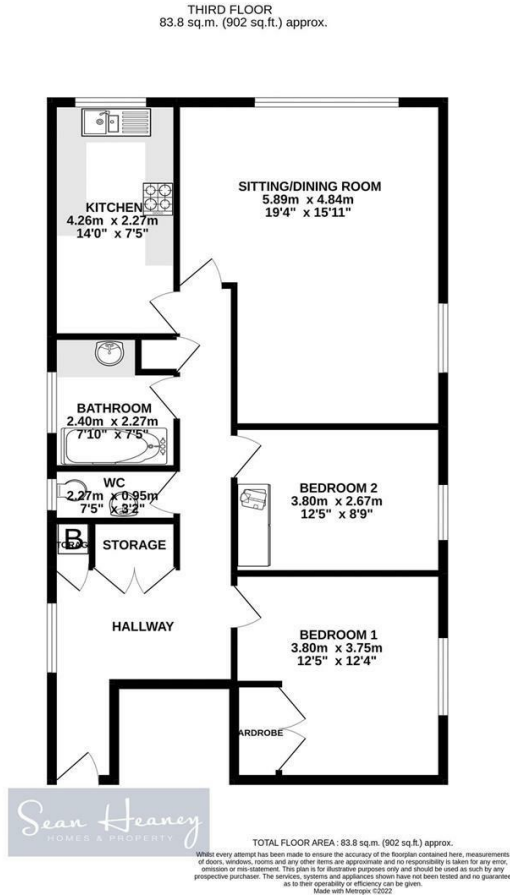 THIRD FLOOR
83.8 sq.m. (902 sq.ft.) approx.
KITCHEN
4.26m x 2.27m
14'0" x 7'5"
SITTING/DINING ROOM
5.89m x 4.84m
19'4" x 15'11"
BATHROOM
2.40m x 2.27m
7'10" x 7'5"
WC
2.27m x 0.95m
7'5" x 3'2"
BEDROOM 2
3.80m x 2.67m
12'5" x 8'9"
B
STORAGE
HALLWAY
BEDROOM 1
3.80m x 3.75m
12'5" x 12'4"
ARDROBE
Sean Heaney
HOMES & PROPERTY
TOTAL FLOOR AREA : 83.8 sq.m. (902 sq.ft.) approx.
Whilst every attempt has been made to ensure the accuracy of the floorplan contained here, measurements
of doors, windows, rooms and any other items are approximate and no responsibility is taken for any error,
omission or mis-statement. This plan is for illustrative purposes only and should be used as such by any
prospective purchaser. The services, systems and appliances shown have not been tested and no guarantee
as to their operability or efficiency can be given.
Made with Metropix ©2022